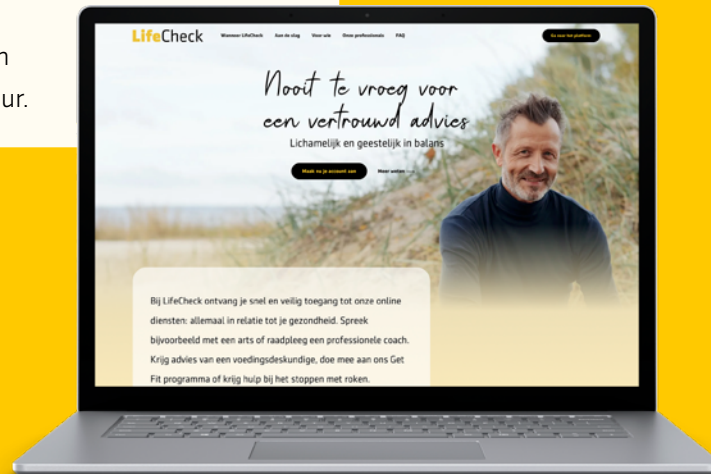 n
ur.
LifeCheck
Wanneer LifeCheck Aan de slag Voor wie Onze professionals FAQ
Ga naar het platform
Nooit te vroeg voor
een vertrouwd advies
Lichamelijk en geestelijk in balans
Maak nu je account aan
Meer weten
Bij LifeCheck ontvang je snel en veilig toegang tot onze online
diensten: allemaal in relatie tot je gezondheid. Spreek
bijvoorbeeld met een arts of raadpleeg een professionele coach.
Krijg advies van een voedingsdeskundige, doe mee aan ons Get
Fit programma of krijg hulp bij het stoppen met roken.